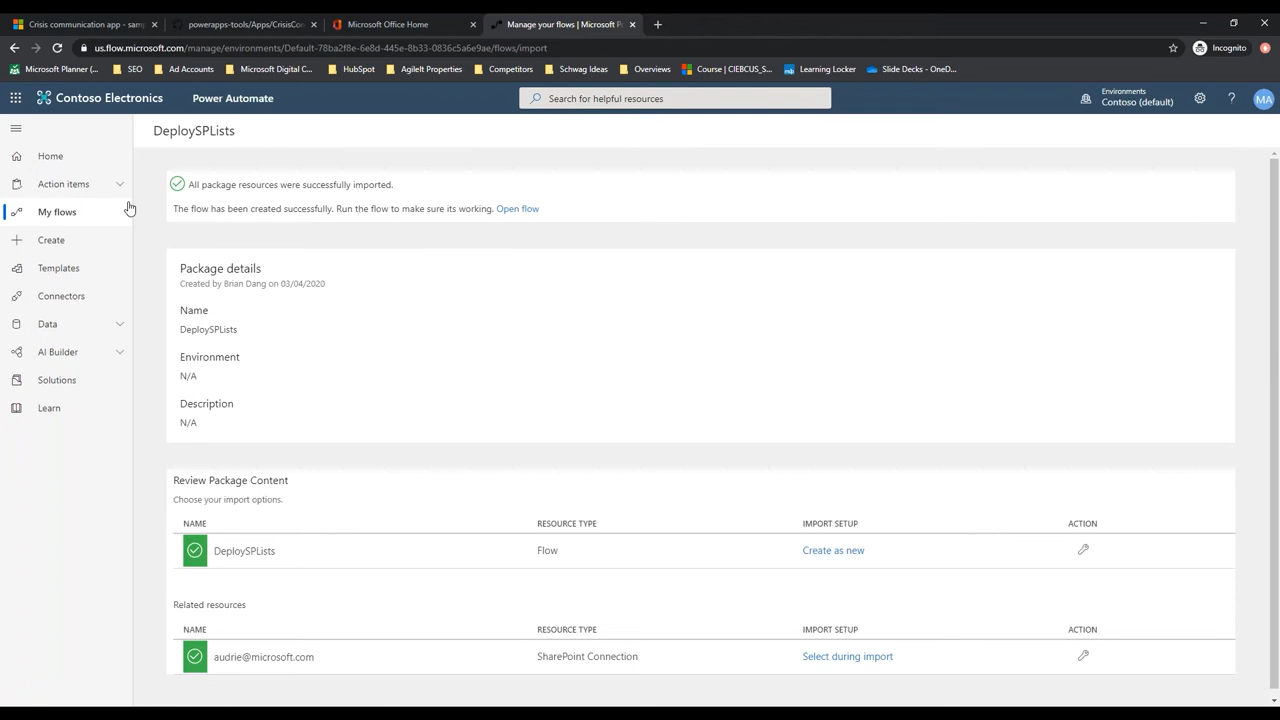 Crisis communication app - sam
powerapps-tools/Apps/CrisisCo
Microsoft Office Home
Manage your flows | Microsoft P
us.flow.microsoft.com/manage/environments/Default-78ba2f8e-6e8d-445e-8b33-0836c5a6e9ae/flows/import
Incognito
Microsoft Planner (...
SEO
Ad Accounts
Microsoft Digital C...
HubSpot
AgileIt Projects
Competitors
Schwag Ideas
Overviews
Course | CIEBCUS_S...
Learning Locker
Slide Decks - OneD...
Contoso Electronics
Power Automate
Search for helpful resources
Environments
Contoso (default)
?
MA
Home
Action items
My flows
Create
Templates
Connectors
Data
AI Builder
Solutions
Learn
DeploySPLists
All package resources were successfully imported.
The flow has been created successfully. Run the flow to make sure its working. Open flow
Package details
Created by Brian Dang on 03/04/2020
Name
DeploySPLists
Environment
N/A
Description
N/A
Review Package Content
Choose your import options.
NAME RESOURCE TYPE IMPORT SETUP ACTION
DeploySPLists Flow Create as new
Related resources
NAME RESOURCE TYPE IMPORT SETUP ACTION
audrie@microsoft.com SharePoint Connection Select during import